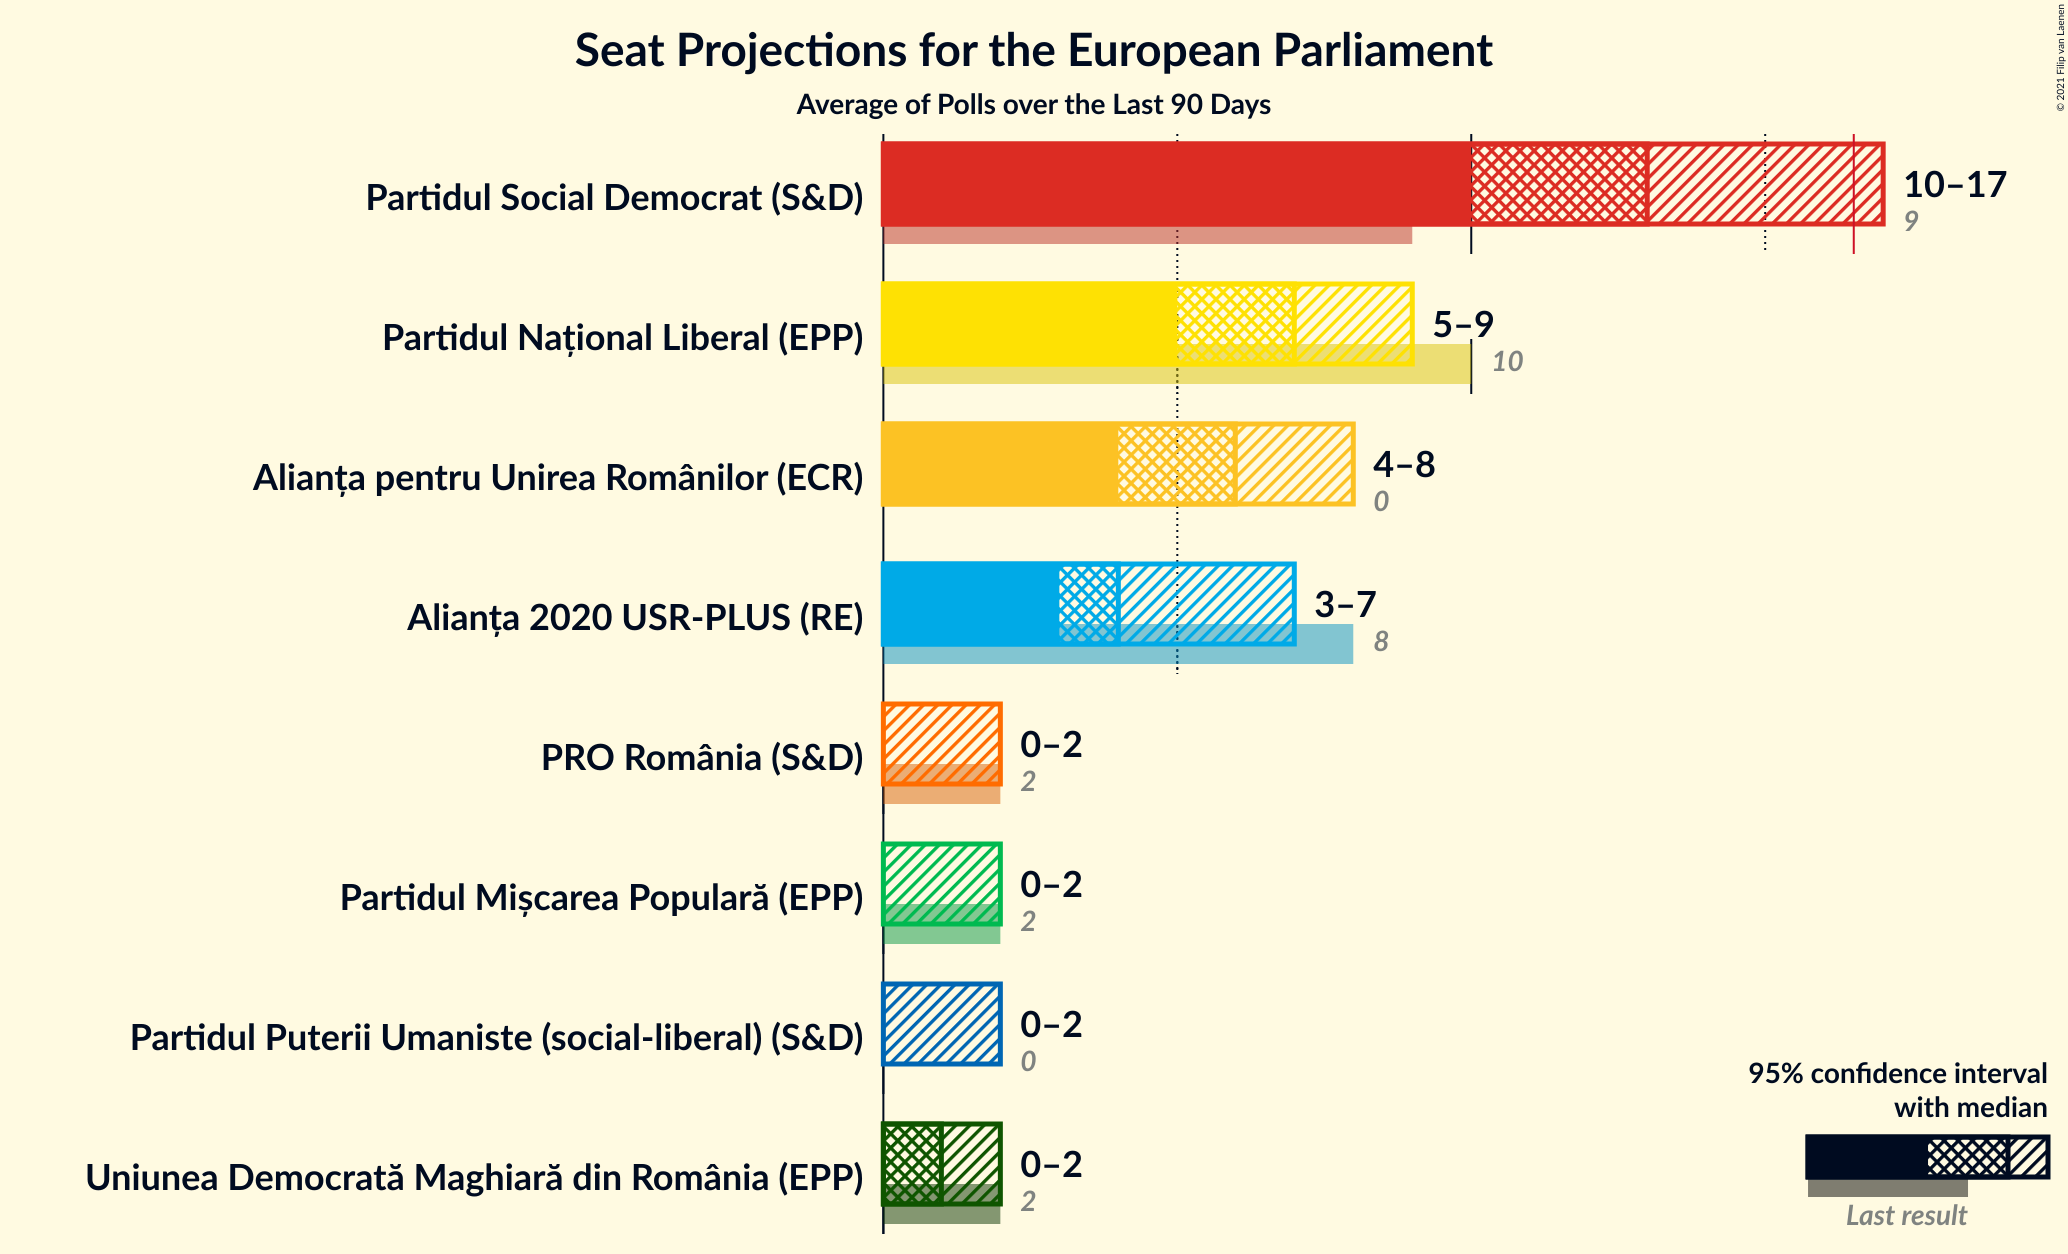 Seat Projections for the European Parliament
Average of Polls over the Last 90 Days
© 2021 Filip van Laenen
Partidul Social Democrat (S&D)
10–17
9
Partidul Național Liberal (EPP)
5–9
10
Alianța pentru Unirea Românilor (ECR)
4–8
0
Alianța 2020 USR-PLUS (RE)
3–7
8
PRO România (S&D)
0–2
2
Partidul Mișcarea Populară (EPP)
0–2
2
Partidul Puterii Umaniste (social-liberal) (S&D)
0–2
0
Uniunea Democrată Maghiară din România (EPP)
0–2
2
95% confidence interval
with median
Last result